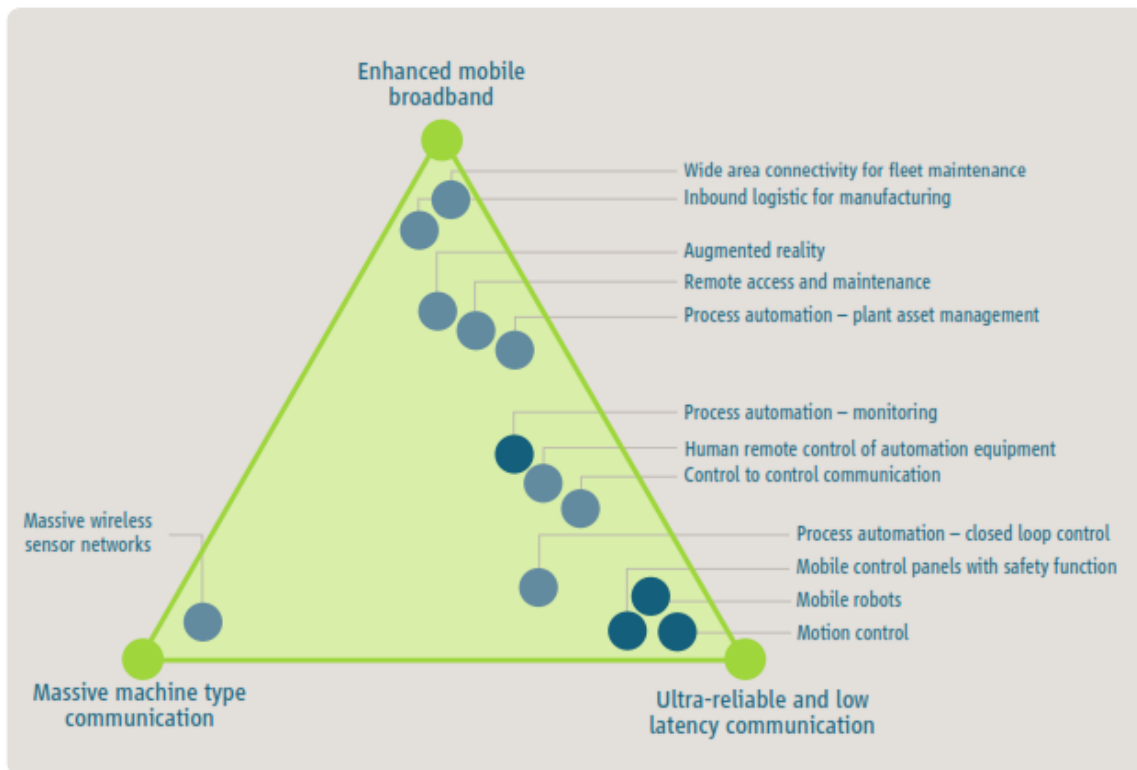 Enhanced mobile
broadband
Wide area connectivity for fleet maintenance
Inbound logistic for manufacturing
Augmented reality
Remote access and maintenance
Process automation – plant asset management
Process automation – monitoring
Human remote control of automation equipment
Control to control communication
Massive wireless
sensor networks
Process automation – closed loop control
Mobile control panels with safety function
Mobile robots
Motion control
Massive machine type
communication
Ultra-reliable and low
latency communication